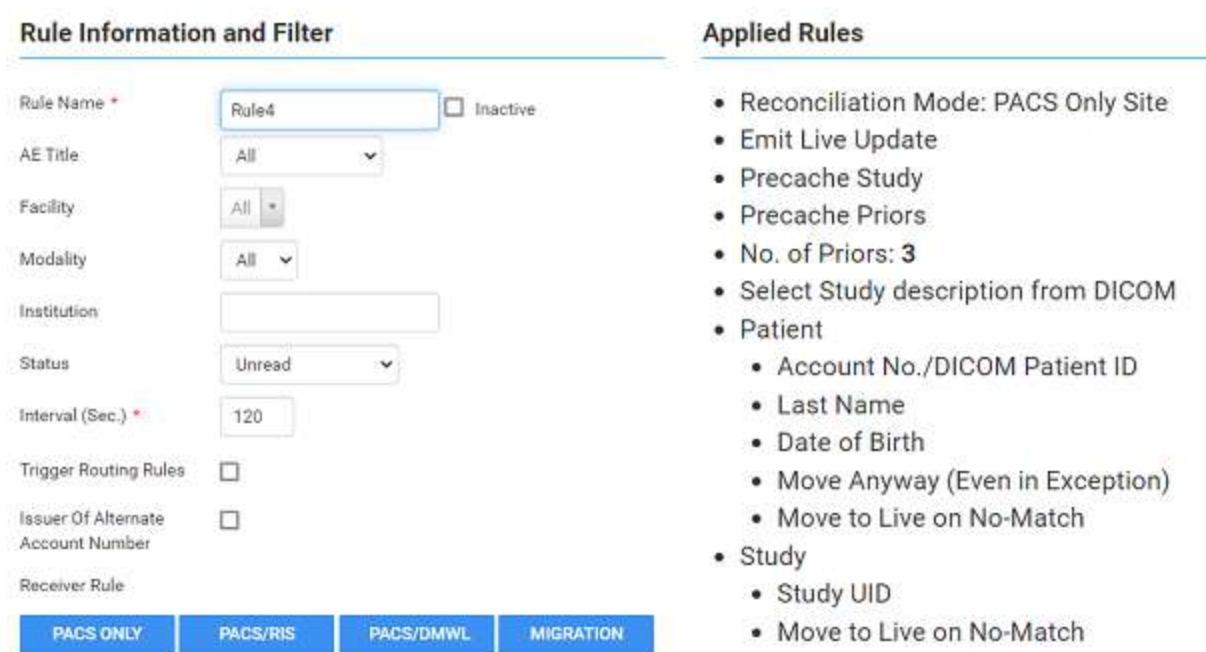 Rule Information and Filter
Rule Name *
Rule4
Inactive
AE Title
All
Facility
All
Modality
All
Institution
Status
Unread
Interval (Sec.) *
120
Trigger Routing Rules
Issuer Of Alternate
Account Number
Receiver Rule
PACS ONLY
PACS/RIS
PACS/DMWL
MIGRATION
Applied Rules
• Reconciliation Mode: PACS Only Site
• Emit Live Update
• Precache Study
• Precache Priors
• No. of Priors: 3
• Select Study description from DICOM
• Patient
• Account No./DICOM Patient ID
• Last Name
• Date of Birth
• Move Anyway (Even in Exception)
• Move to Live on No-Match
• Study
• Study UID
• Move to Live on No-Match